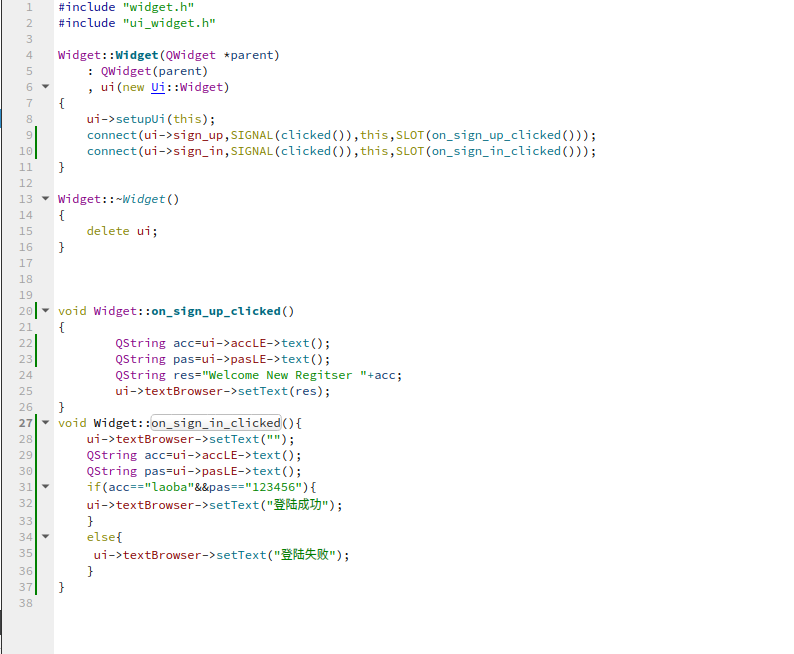 1 #include "widget.h"
2 #include "ui_widget.h"
3
4 Widget::Widget(QWidget *parent)
5     : QWidget(parent)
6     , ui(new Ui::Widget)
7 {
8     ui->setupUi(this);
9     connect(ui->sign_up,SIGNAL(clicked()),this,SLOT(on_sign_up_clicked()));
10     connect(ui->sign_in,SIGNAL(clicked()),this,SLOT(on_sign_in_clicked()));
11 }
12
13 Widget::~Widget()
14 {
15     delete ui;
16 }
17
18
19
20 void Widget::on_sign_up_clicked()
21 {
22         QString acc=ui->accLE->text();
23         QString pas=ui->pasLE->text();
24         QString res="Welcome New Regitser "+acc;
25         ui->textBrowser->setText(res);
26 }
27 void Widget::on_sign_in_clicked(){
28     ui->textBrowser->setText("");
29     QString acc=ui->accLE->text();
30     QString pas=ui->pasLE->text();
31     if(acc=="laoba"&&pas=="123456"){
32     ui->textBrowser->setText("登陆成功");
33     }
34     else{
35      ui->textBrowser->setText("登陆失败");
36     }
37 }
38